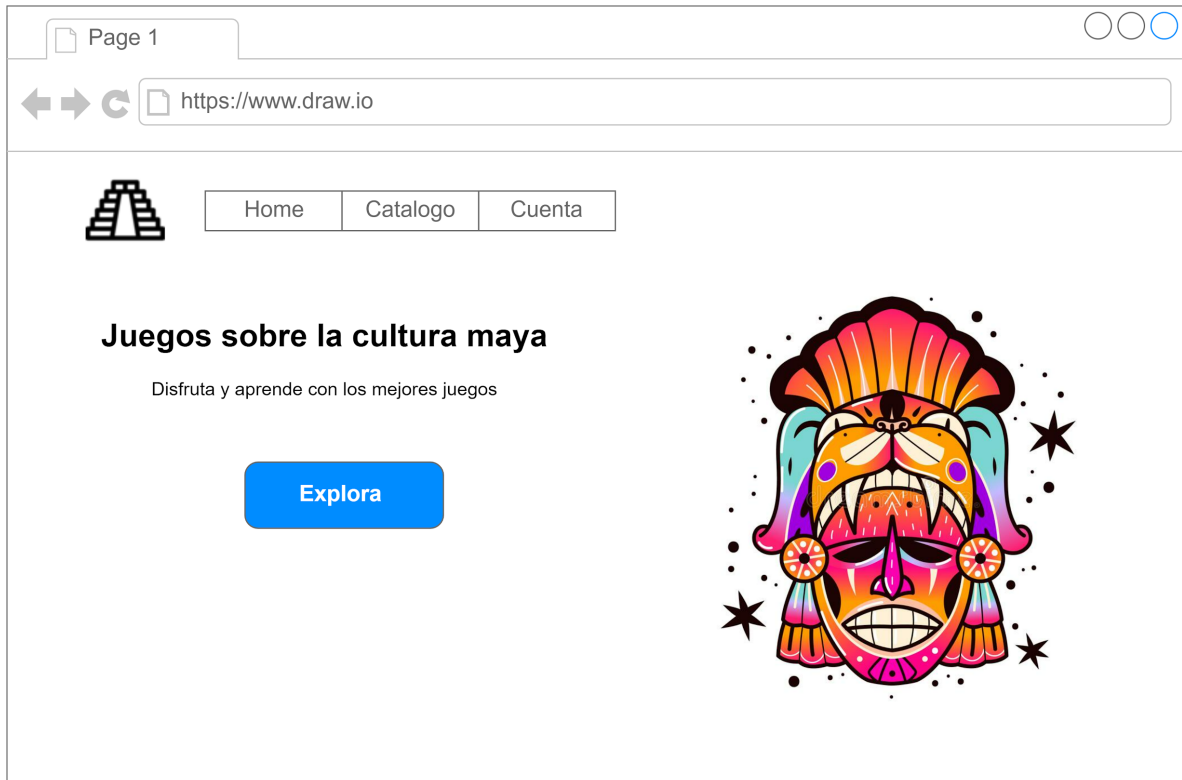 Page 1
https://www.draw.io
Home Catalogo Cuenta
Juegos sobre la cultura maya
Disfruta y aprende con los mejores juegos
Explora